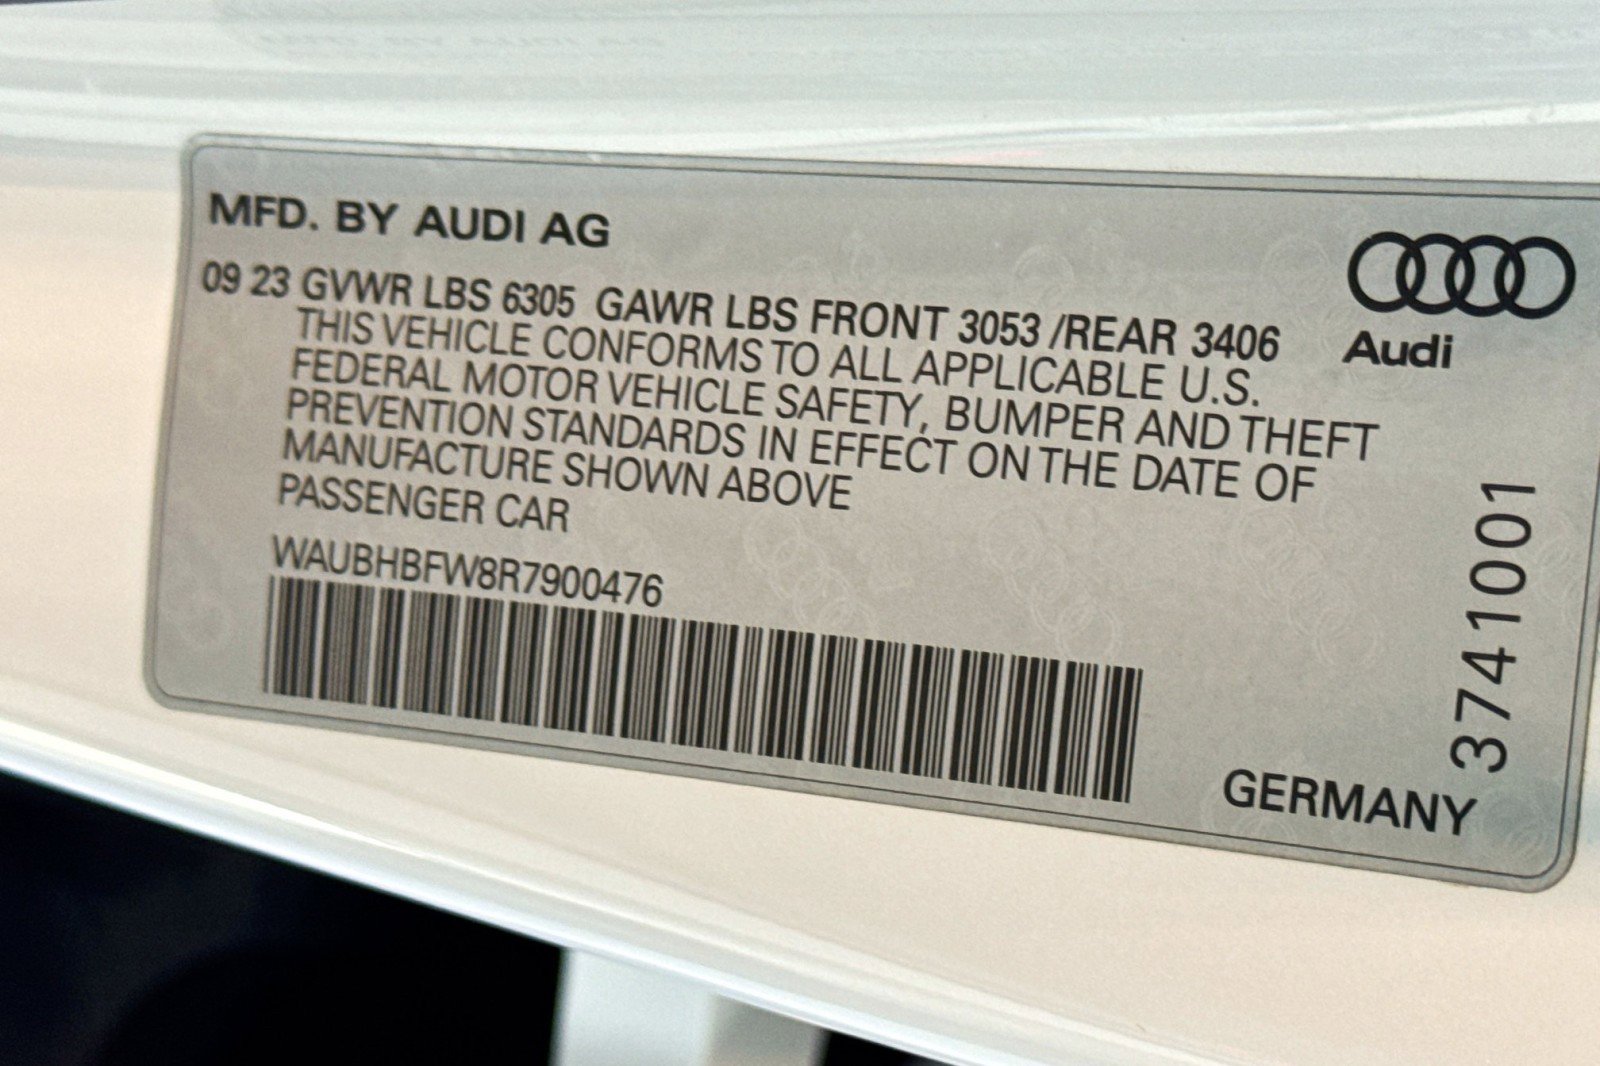 MFD. BY AUDI AG
09 23 GVWR LBS 6305 GAWR LBS FRONT 3053 /REAR 3406
THIS VEHICLE CONFORMS TO ALL APPLICABLE U.S.
FEDERAL MOTOR VEHICLE SAFETY, BUMPER AND THEFT
PREVENTION STANDARDS IN EFFECT ON THE DATE OF
MANUFACTURE SHOWN ABOVE
PASSENGER CAR
WAUBHBFW8R7900476
Audi
3741001
GERMANY